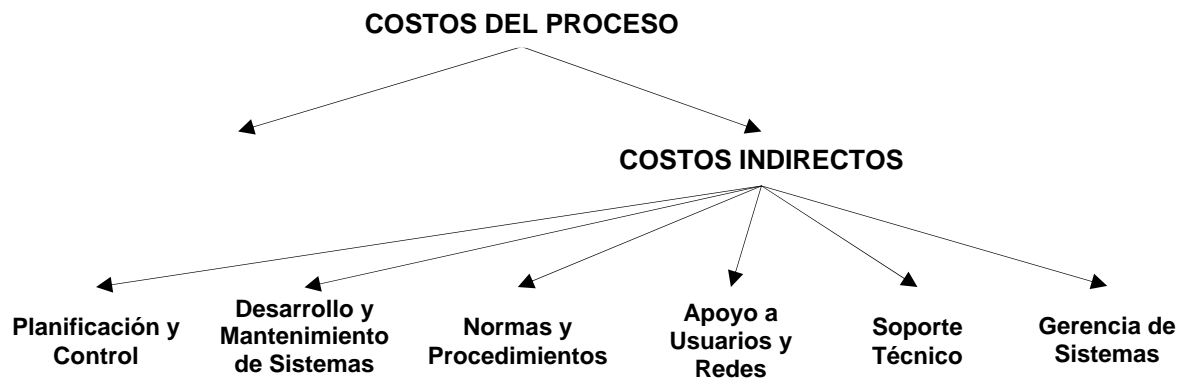 COSTOS DEL PROCESO
COSTOS INDIRECTOS
Planificación y
Control
Desarrollo y
Mantenimiento
de Sistemas
Normas y
Procedimientos
Apoyo a
Usuarios y
Redes
Soporte
Técnico
Gerencia de
Sistemas